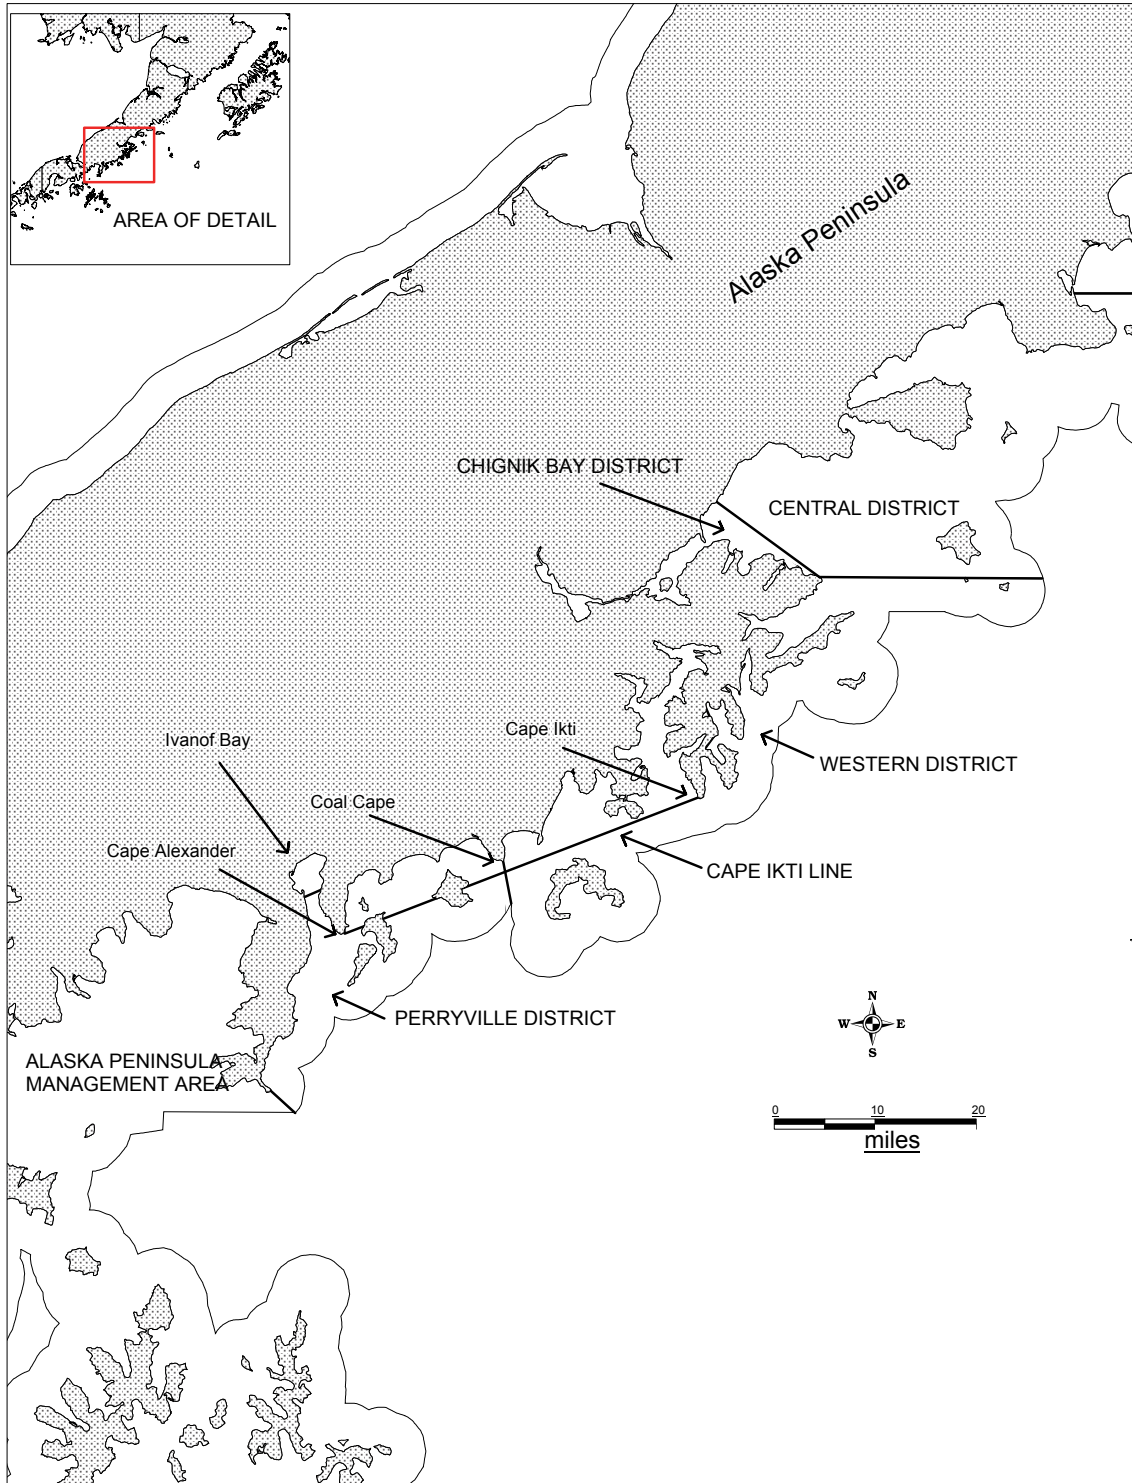 AREA OF DETAIL
Alaska Peninsula
CHIGNIK BAY DISTRICT
CENTRAL DISTRICT
Cape Ikti
Ivanof Bay
WESTERN DISTRICT
Coal Cape
Cape Alexander
CAPE IKTI LINE
N
W E
S
PERRYVILLE DISTRICT
ALASKA PENINSULA
MANAGEMENT AREA
0 10 20
miles